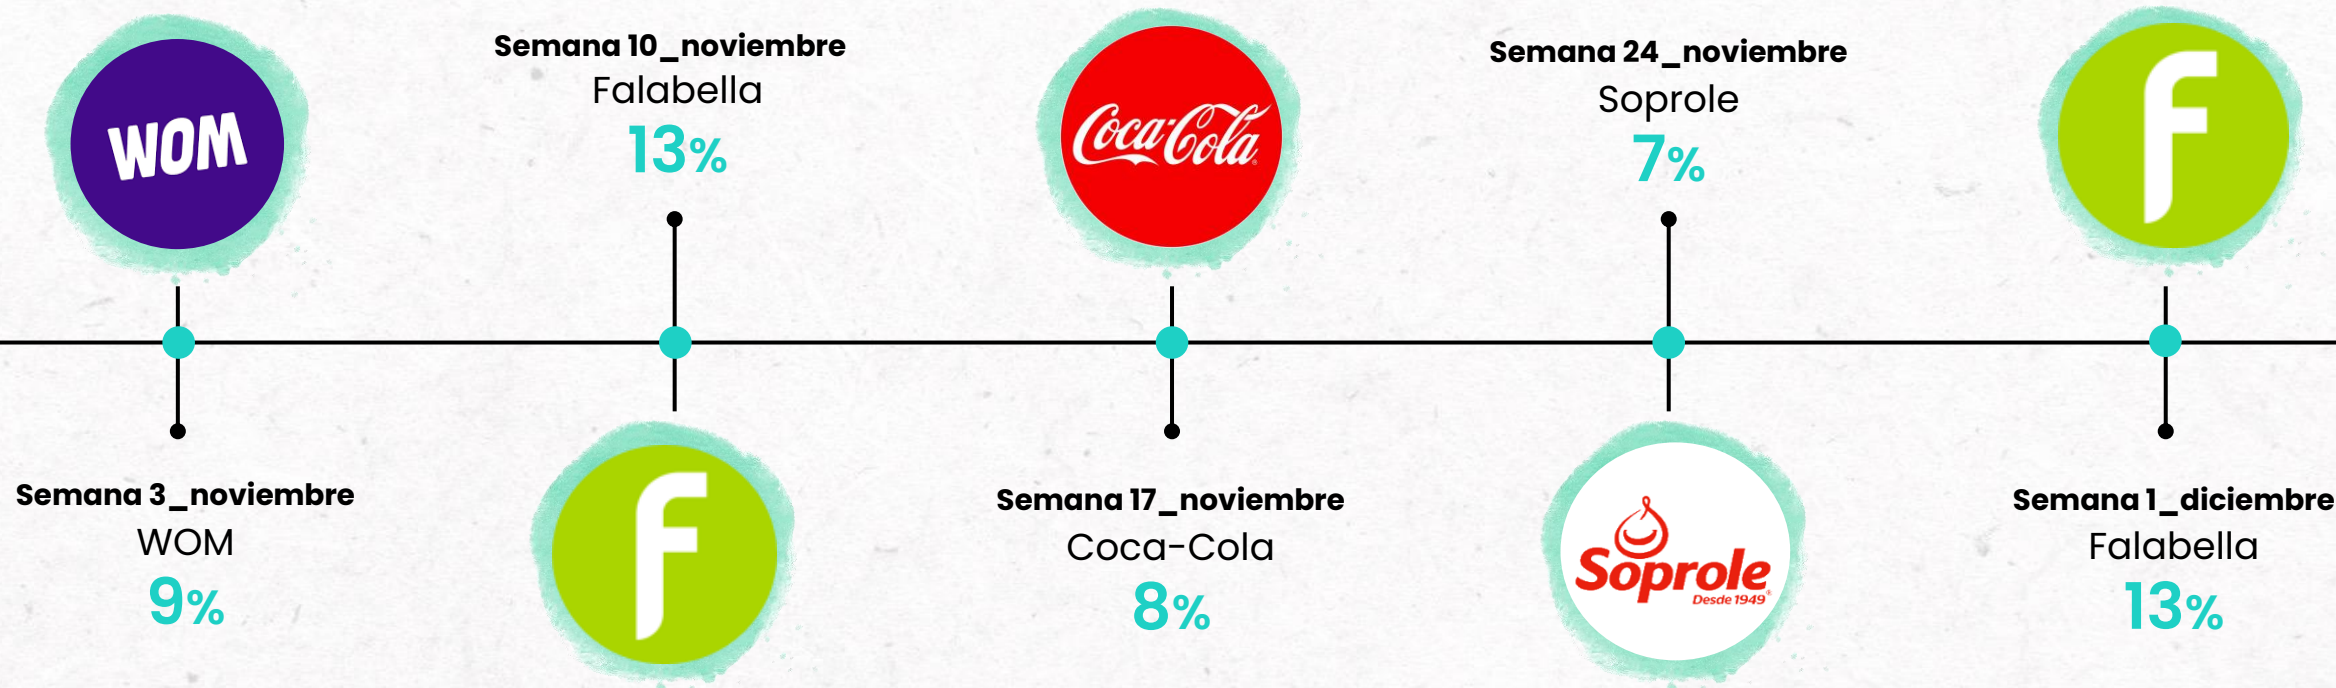 WOM
Semana 3_noviembre
WOM
9%
Semana 10_noviembre
Falabella
13%
F
Coca-Cola
Semana 17_noviembre
Coca-Cola
8%
Semana 24_noviembre
Soprole
7%
Soprole
Desde 1949
F
Semana 1_diciembre
Falabella
13%